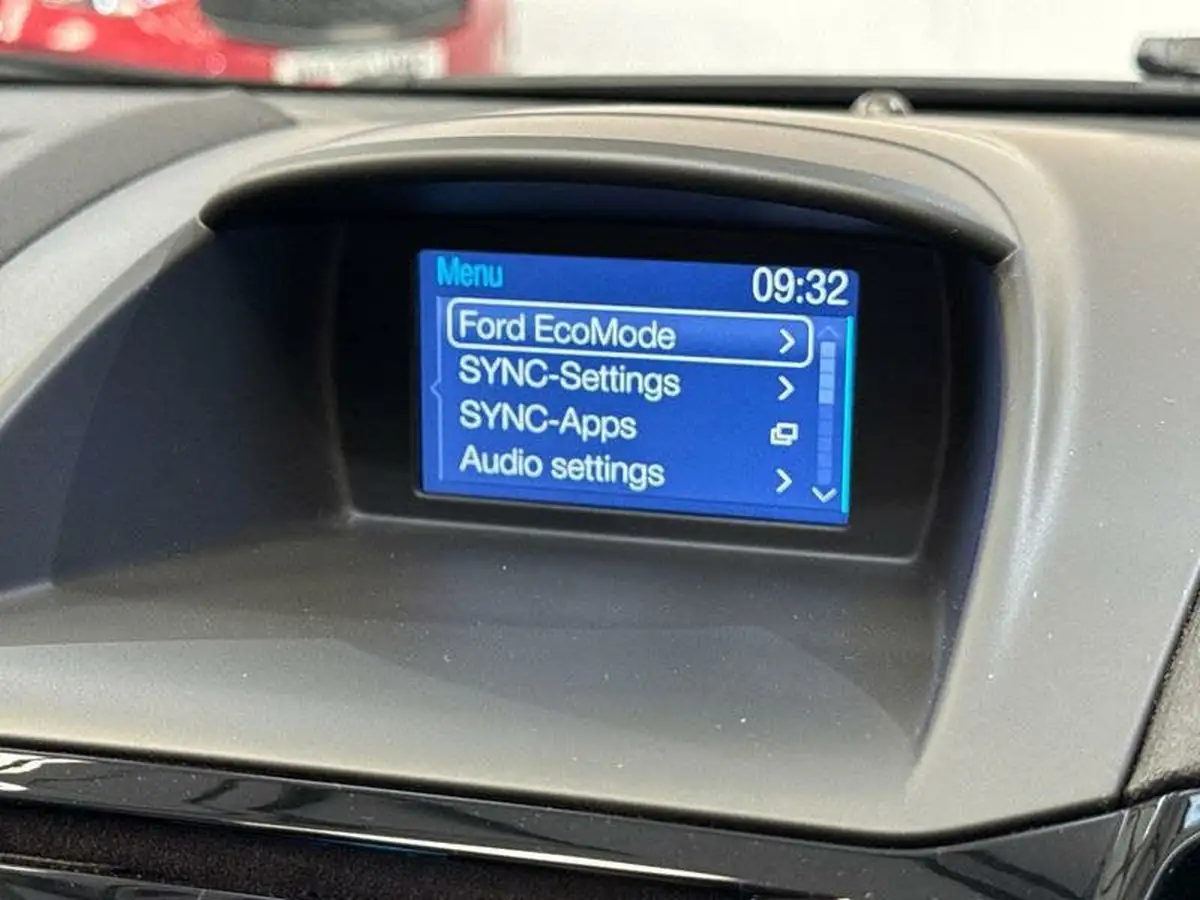 Menu
09:32
Ford EcoMode
SYNC-Settings
SYNC-Apps
Audio settings